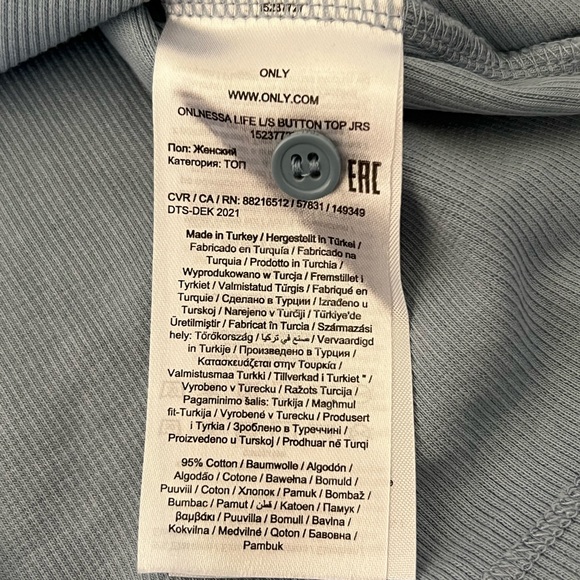 15237727
ONLY
WWW.ONLY.COM
ONLNESSA LIFE L/S BUTTON TOP JRS
1523772
Пол: Женский
Категория: ТОП
EAC
CVR / CA / RN: 88216512 / 57831 / 149349
DTS-DEK 2021
Made in Turkey / Hergestellt in Türkei /
Fabricado en Turquía / Fabricado na
Turquia / Prodotto in Turchia /
Wyprodukowano w Turcja / Fremstillet i
Tyrkiet / Valmistatud Türgis / Fabriqué en
Turquie / Сделано в Турции / Izrađeno u
Turskoj / Narejeno v Turčiji / Türkiye'de
Üretilmiştir / Fabricat în Turcia / Származási
hely: Törökország / صنع في تركيا / Vervaardigd
in Turkije / Произведено в Турция /
Κατασκευάζεται στην Τουρκία /
Valmistusmaa Turkki / Tillverkad i Turkiet " /
Vyrobeno v Turecku / Ražots Turcija /
Pagaminimo šalis: Turkija / Magħmul
fit-Turkija / Vyrobené v Turecku / Produsert
i Tyrkia / Зроблено в Туреччині /
Proizvedeno u Turskoj / Prodhuar në Turqi
95% Cotton / Baumwolle / Algodón /
Algodão / Cotone / Bawełna / Bomuld /
Puuviil / Coton / Хлопок / Pamuk / Bombaž /
Bumbac / Pamut / قطن / Katoen / Памук /
βαμβάκι / Puuvilla / Bomull / Bavlna /
Kokvilna / Medvilnė / Qoton / Бавовна /
Pambuk